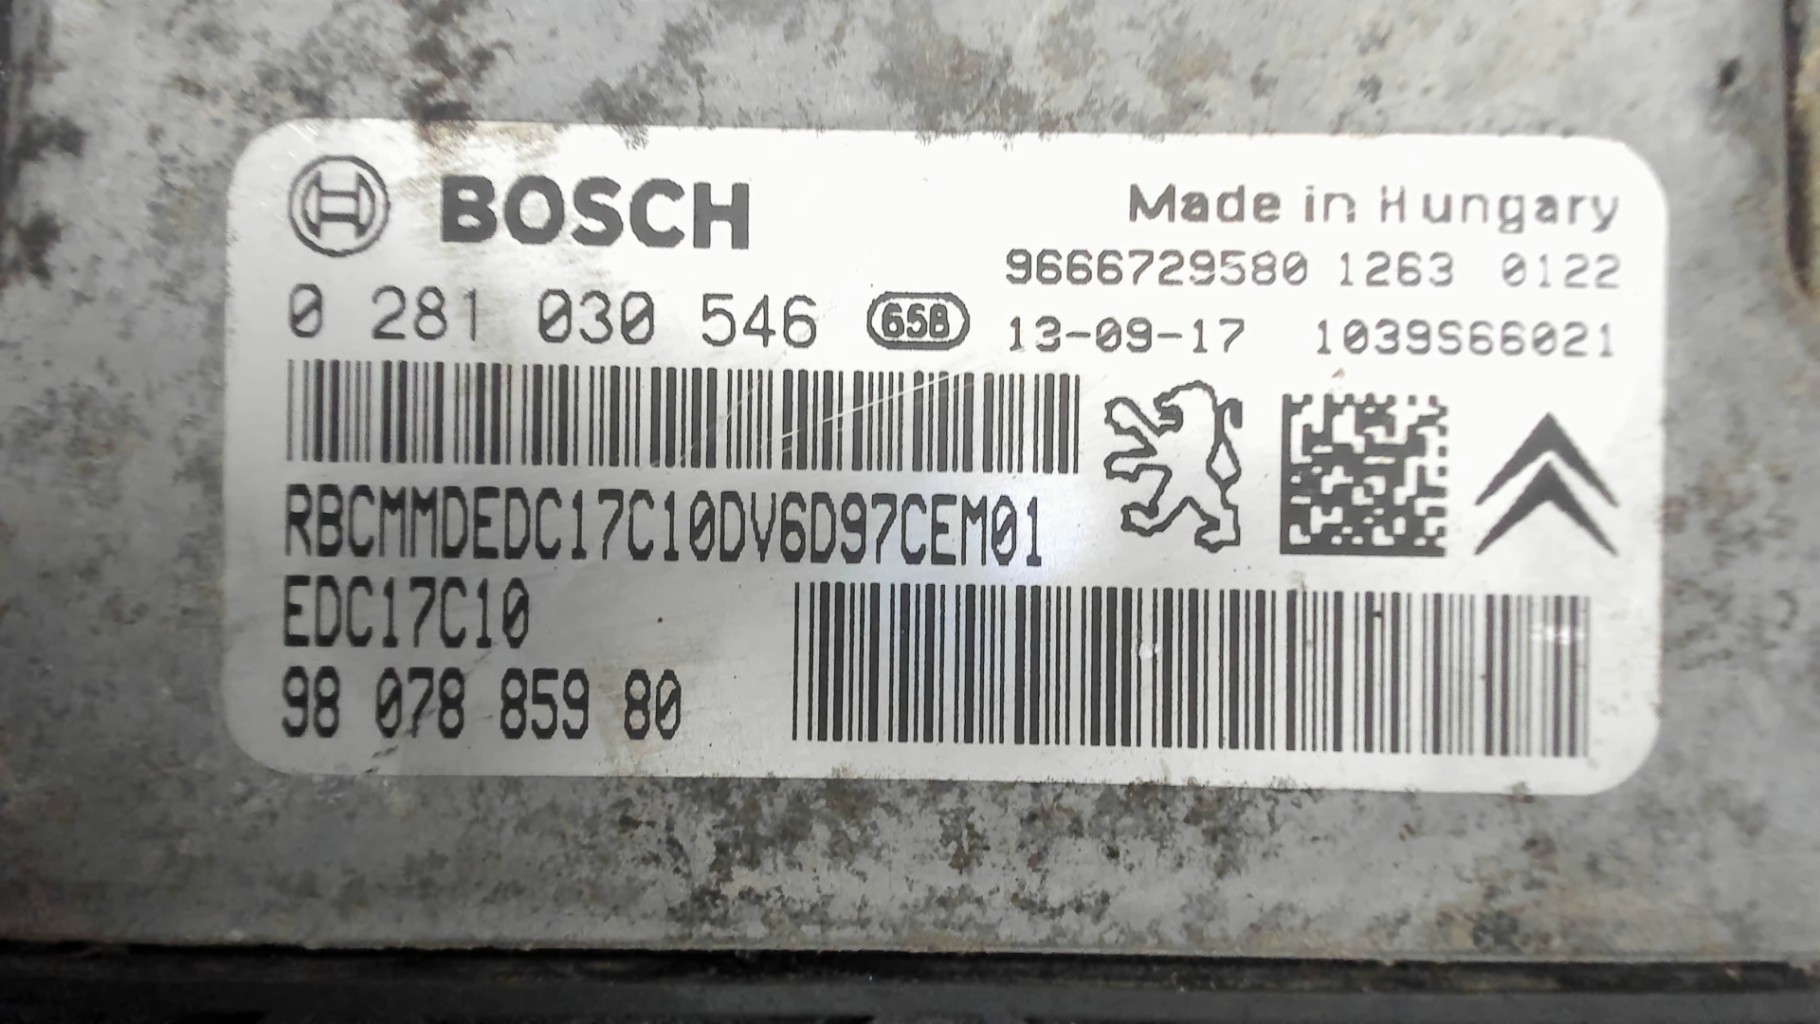 BOSCH
Made in Hungary
9666729580 1263 0122
0 281 030 546 65B 13-09-17 1039S66021
RBCMMDEDC17C10DV6D97CEM01
EDC17C10
98 078 859 80